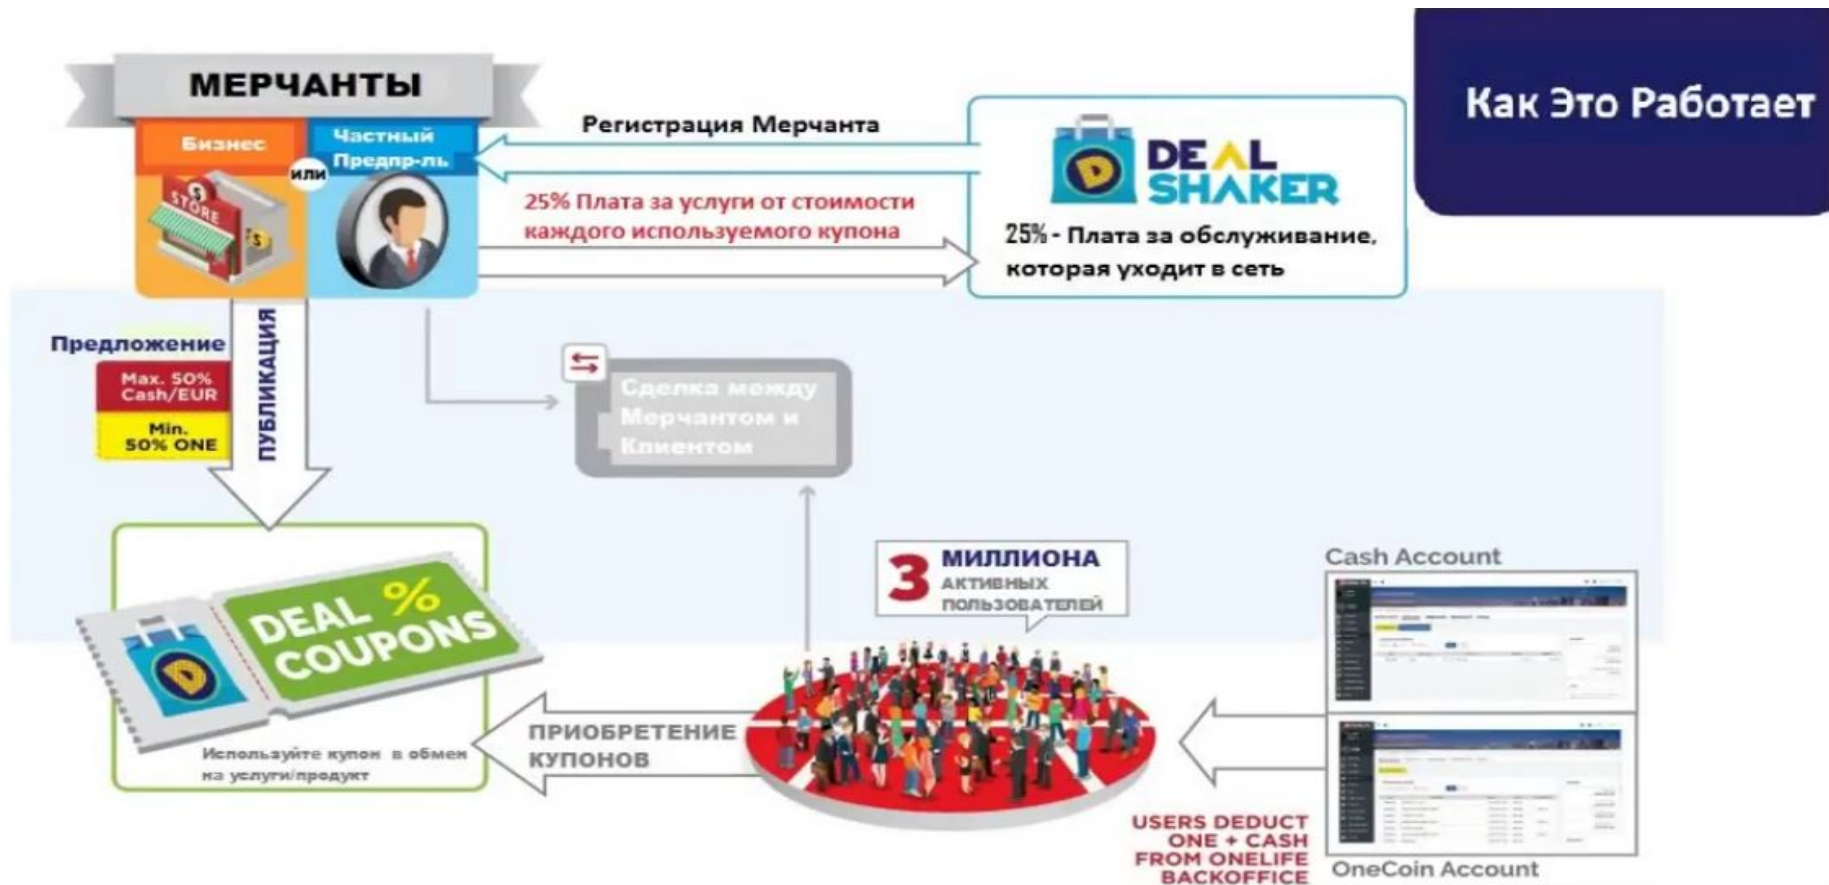 Как Это Работает
МЕРЧАНТЫ
Бизнес
или
Частный
Предпр-ль
STORE
Регистрация Мерчанта
25% Плата за услуги от стоимости
каждого используемого купона
DEAL
SHAKER
25% - Плата за обслуживание,
которая уходит в сеть
Предложение
Max. 50%
Cash/EUR
Min.
50% ONE
ПУБЛИКАЦИЯ
Сделка между
Мерчантом и
Клиентом
DEAL %
COUPONS
Используйте купон в обмен
на услуги/продукт
ПРИОБРЕТЕНИЕ
КУПОНОВ
3 МИЛЛИОНА
АКТИВНЫХ
ПОЛЬЗОВАТЕЛЕЙ
Cash Account
USERS DEDUCT
ONE + CASH
FROM ONELIFE
BACKOFFICE
OneCoin Account